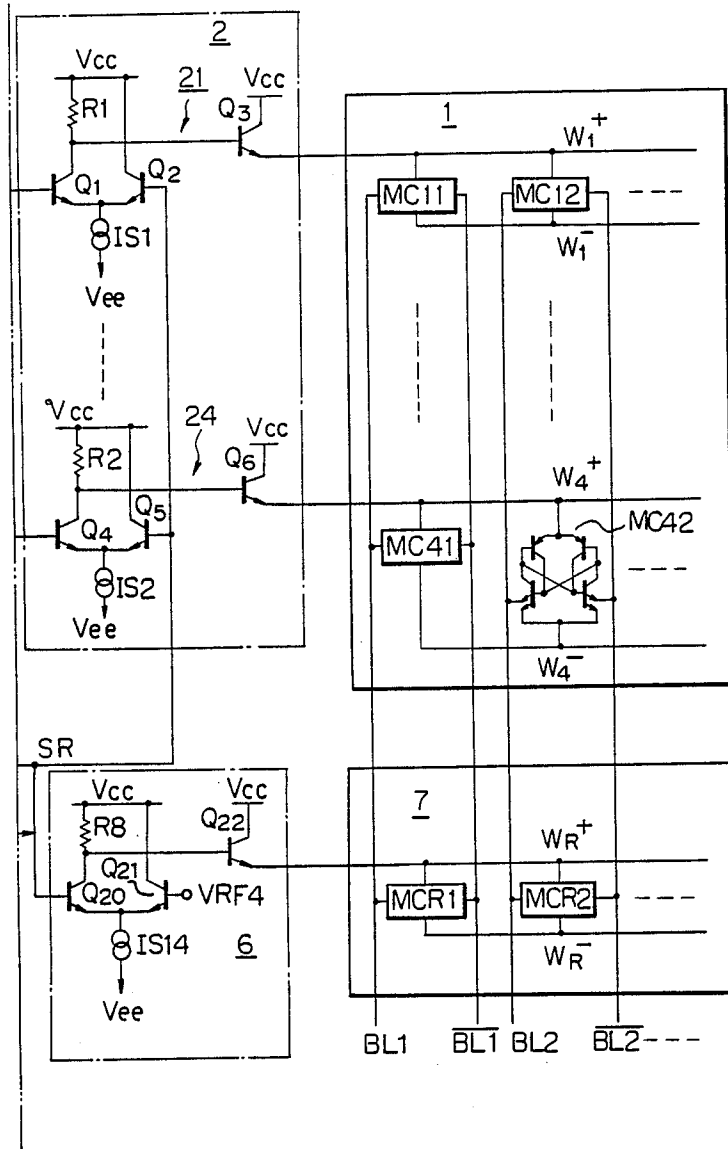 2
Vcc
21
Vcc
Q3
R1
Q1
Q2
IS1
Vee
1
W1+
MC11
MC12
W1-
Vcc
24
Vcc
Q6
R2
Q4
Q5
IS2
Vee
W4+
MC42
MC41
W4-
SR
Vcc
Vcc
Q22
R8
Q21
Q20
VRF4
IS14
6
Vee
7
WR+
MCR1
MCR2
WR-
BL1
BL1
BL2
BL2